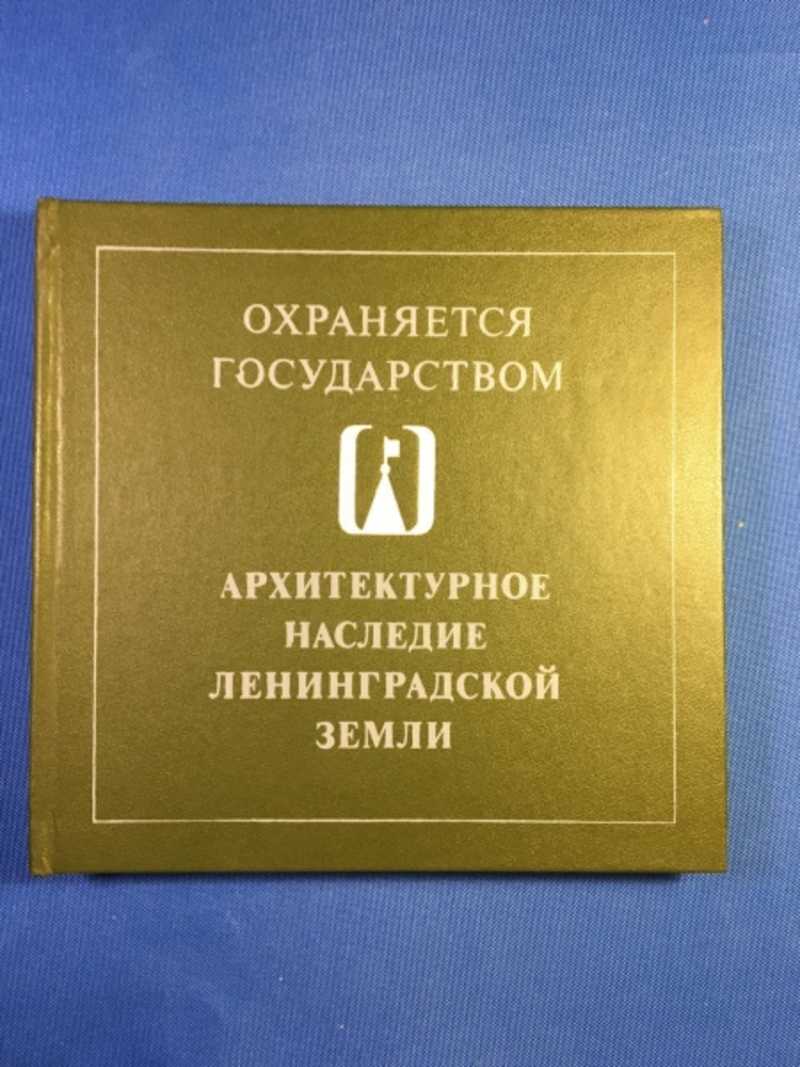 ОХРАНЯЕТСЯ
ГОСУДАРСТВОМ
АРХИТЕКТУРНОЕ
НАСЛЕДИЕ
ЛЕНИНГРАДСКОЙ
ЗЕМЛИ